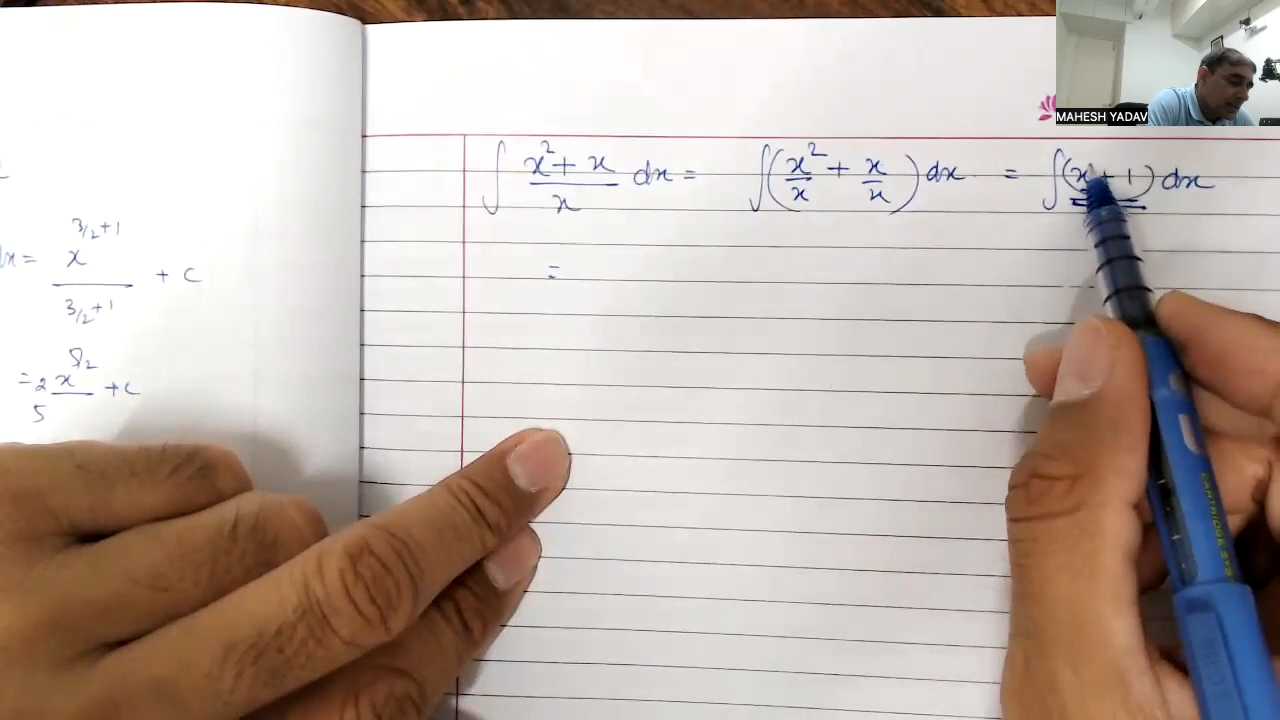 dx = x^(3/2+1) / (3/2+1) + c
= 2/5 x^(5/2) + c
∫ (x² + x)/x dx = ∫ (x²/x + x/x) dx = ∫ (x + 1) dx
=
MAHESH YADAV